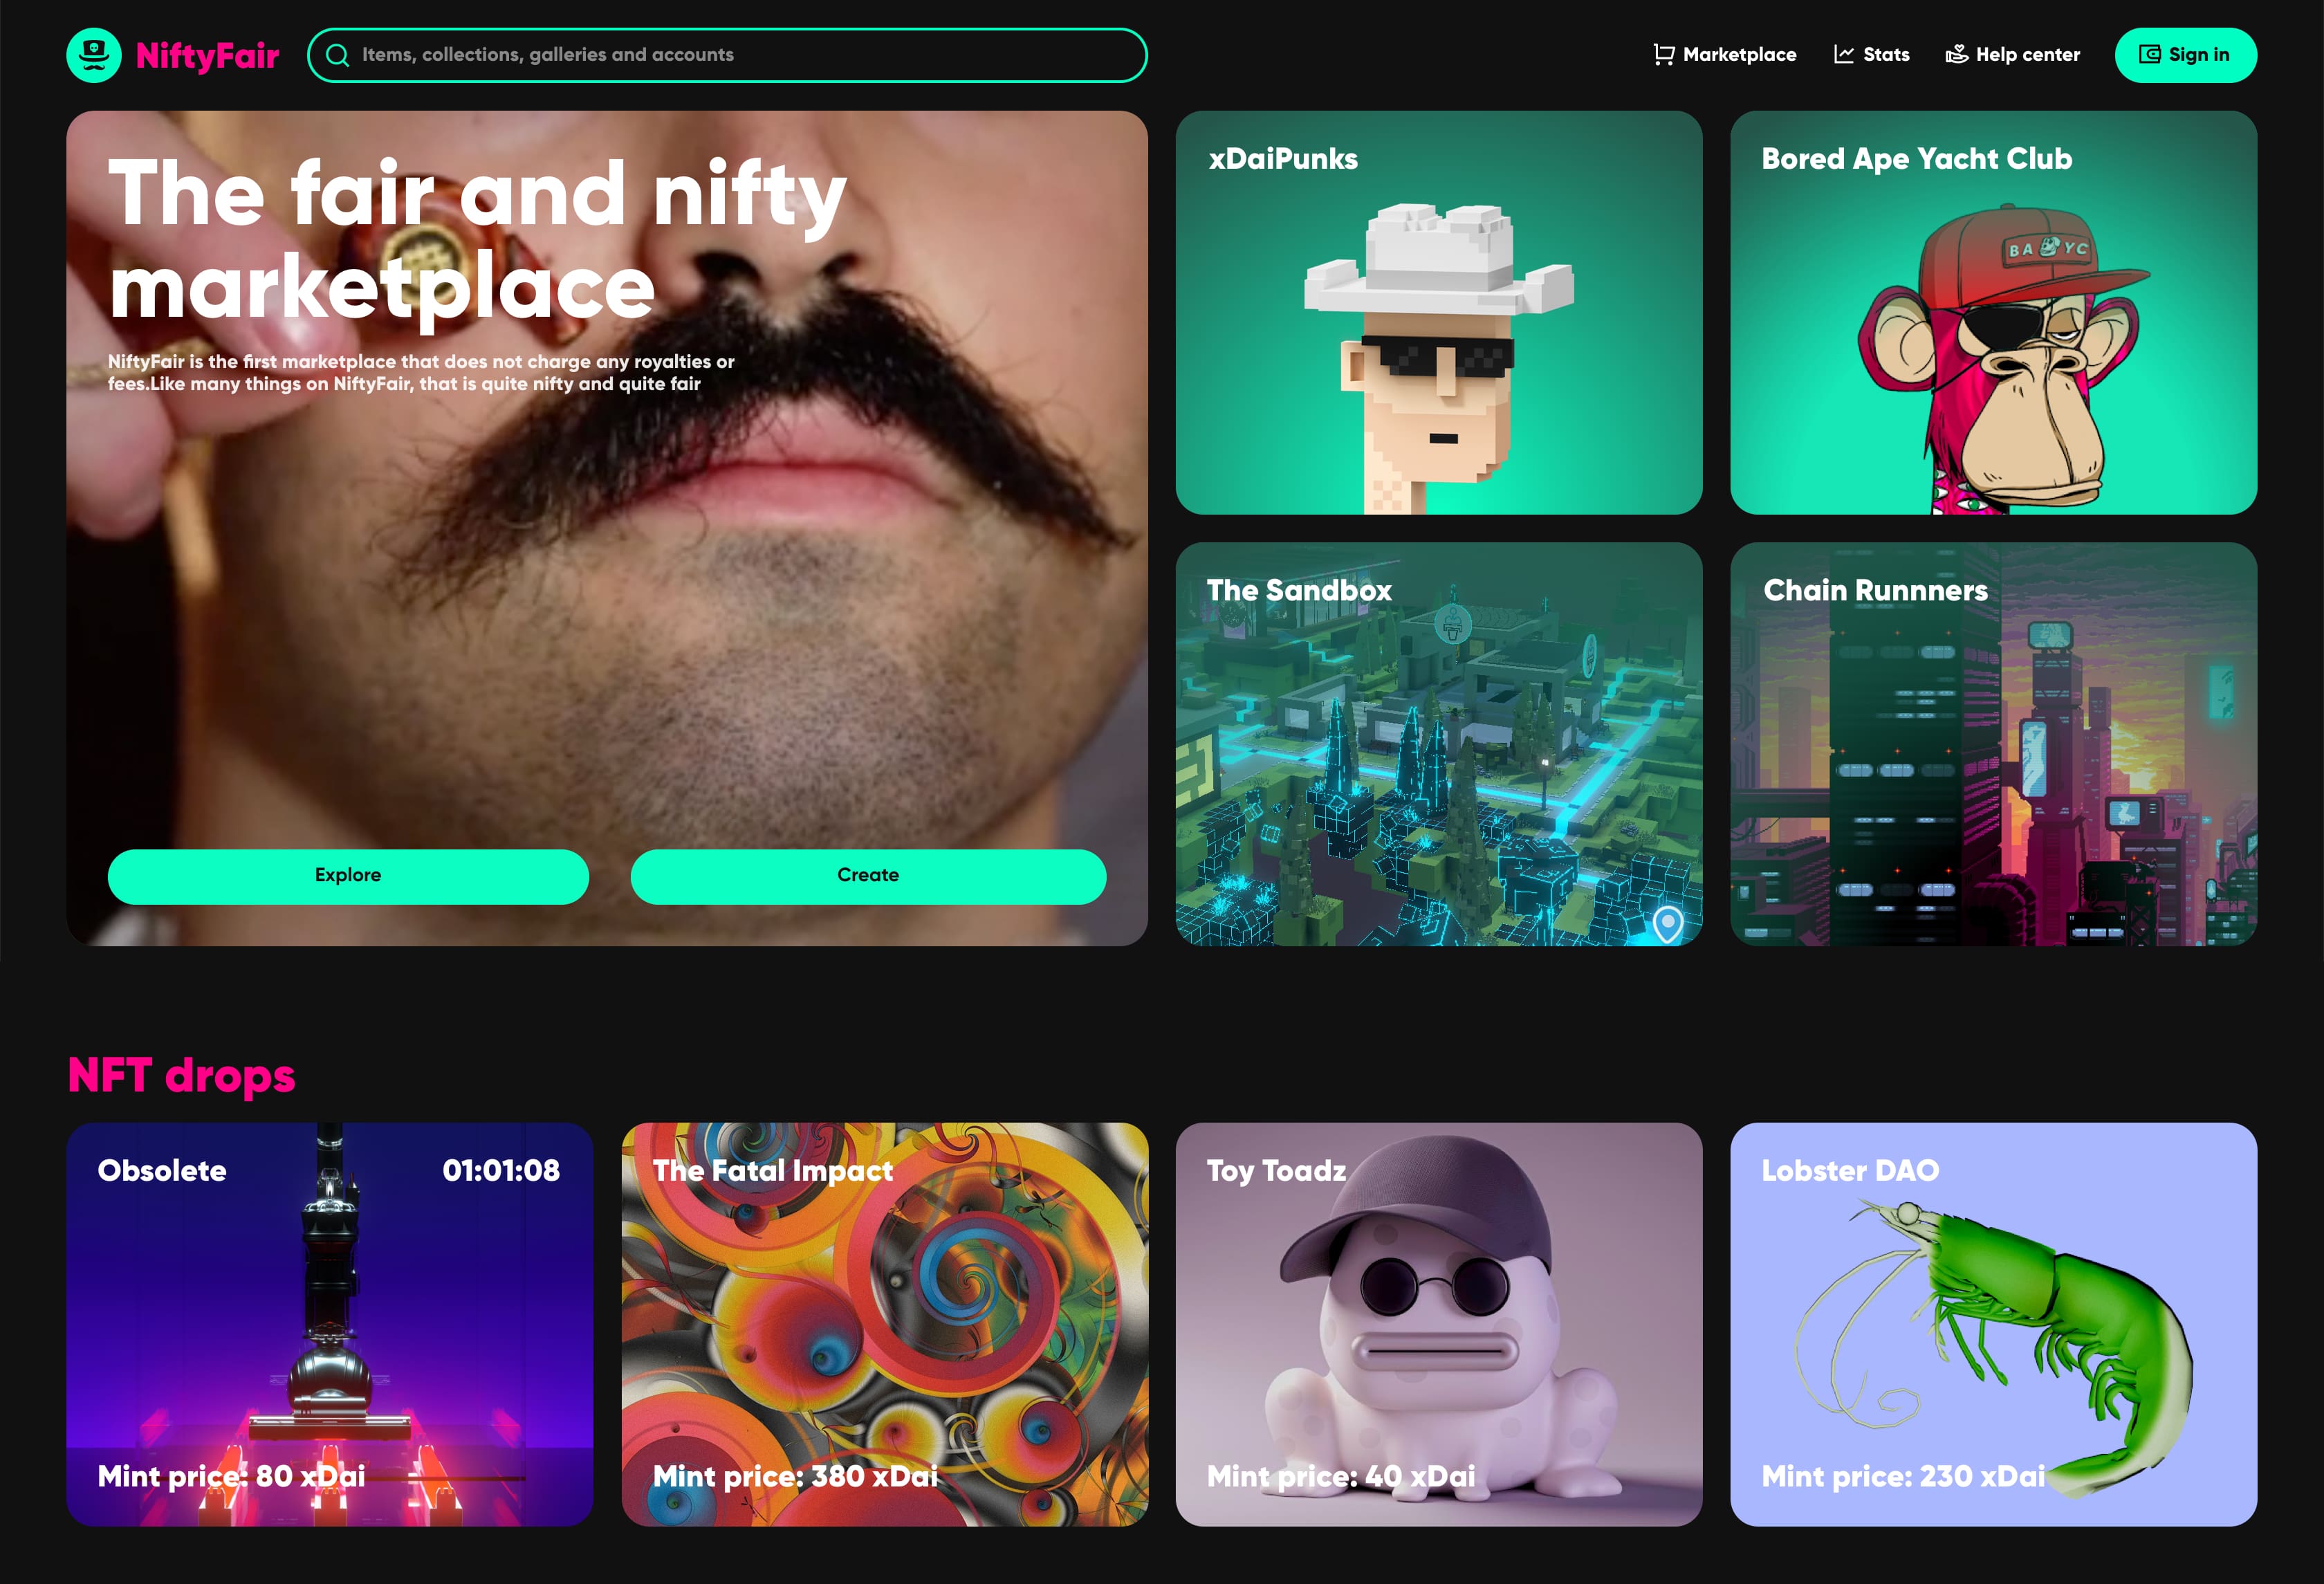 NiftyFair
Items, collections, galleries and accounts
Marketplace
Stats
Help center
Sign in
The fair and nifty
marketplace
NiftyFair is the first marketplace that does not charge any royalties or
fees.Like many things on NiftyFair, that is quite nifty and quite fair
Explore
Create
xDaiPunks
Bored Ape Yacht Club
BA YC
The Sandbox
Chain Runnners
NFT drops
Obsolete
01:01:08
Mint price: 80 xDai
The Fatal Impact
Mint price: 380 xDai
Toy Toadz
Mint price: 40 xDai
Lobster DAO
Mint price: 230 xDai